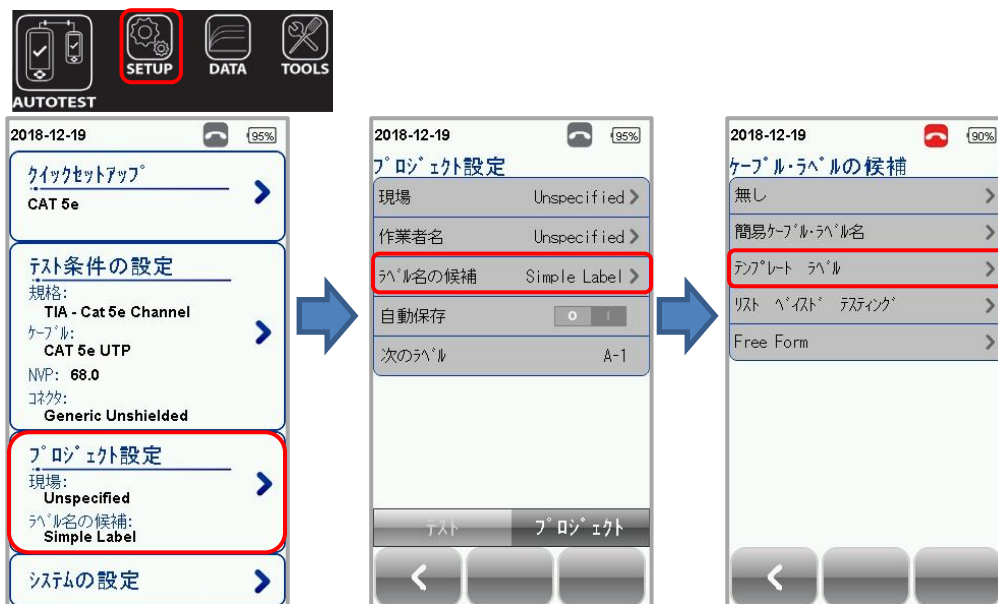 SETUP
DATA
TOOLS
AUTOTEST
2018-12-19
95%
クイックセットアップ
CAT 5e
テスト条件の設定
規格:
TIA - Cat 5e Channel
ケーブル:
CAT 5e UTP
NVP: 68.0
コネクタ:
Generic Unshielded
プロジェクト設定
現場:
Unspecified
ラベル名の候補:
Simple Label
システムの設定
2018-12-19
95%
プロジェクト設定
現場 Unspecified
作業者名 Unspecified
ラベル名の候補 Simple Label
自動保存 O I
次のラベル A-1
テスト プロジェクト
2018-12-19
90%
ケーブル・ラベルの候補
無し
簡易ケーブル・ラベル名
テンプレート ラベル
リスト ベイスド テスティング
Free Form